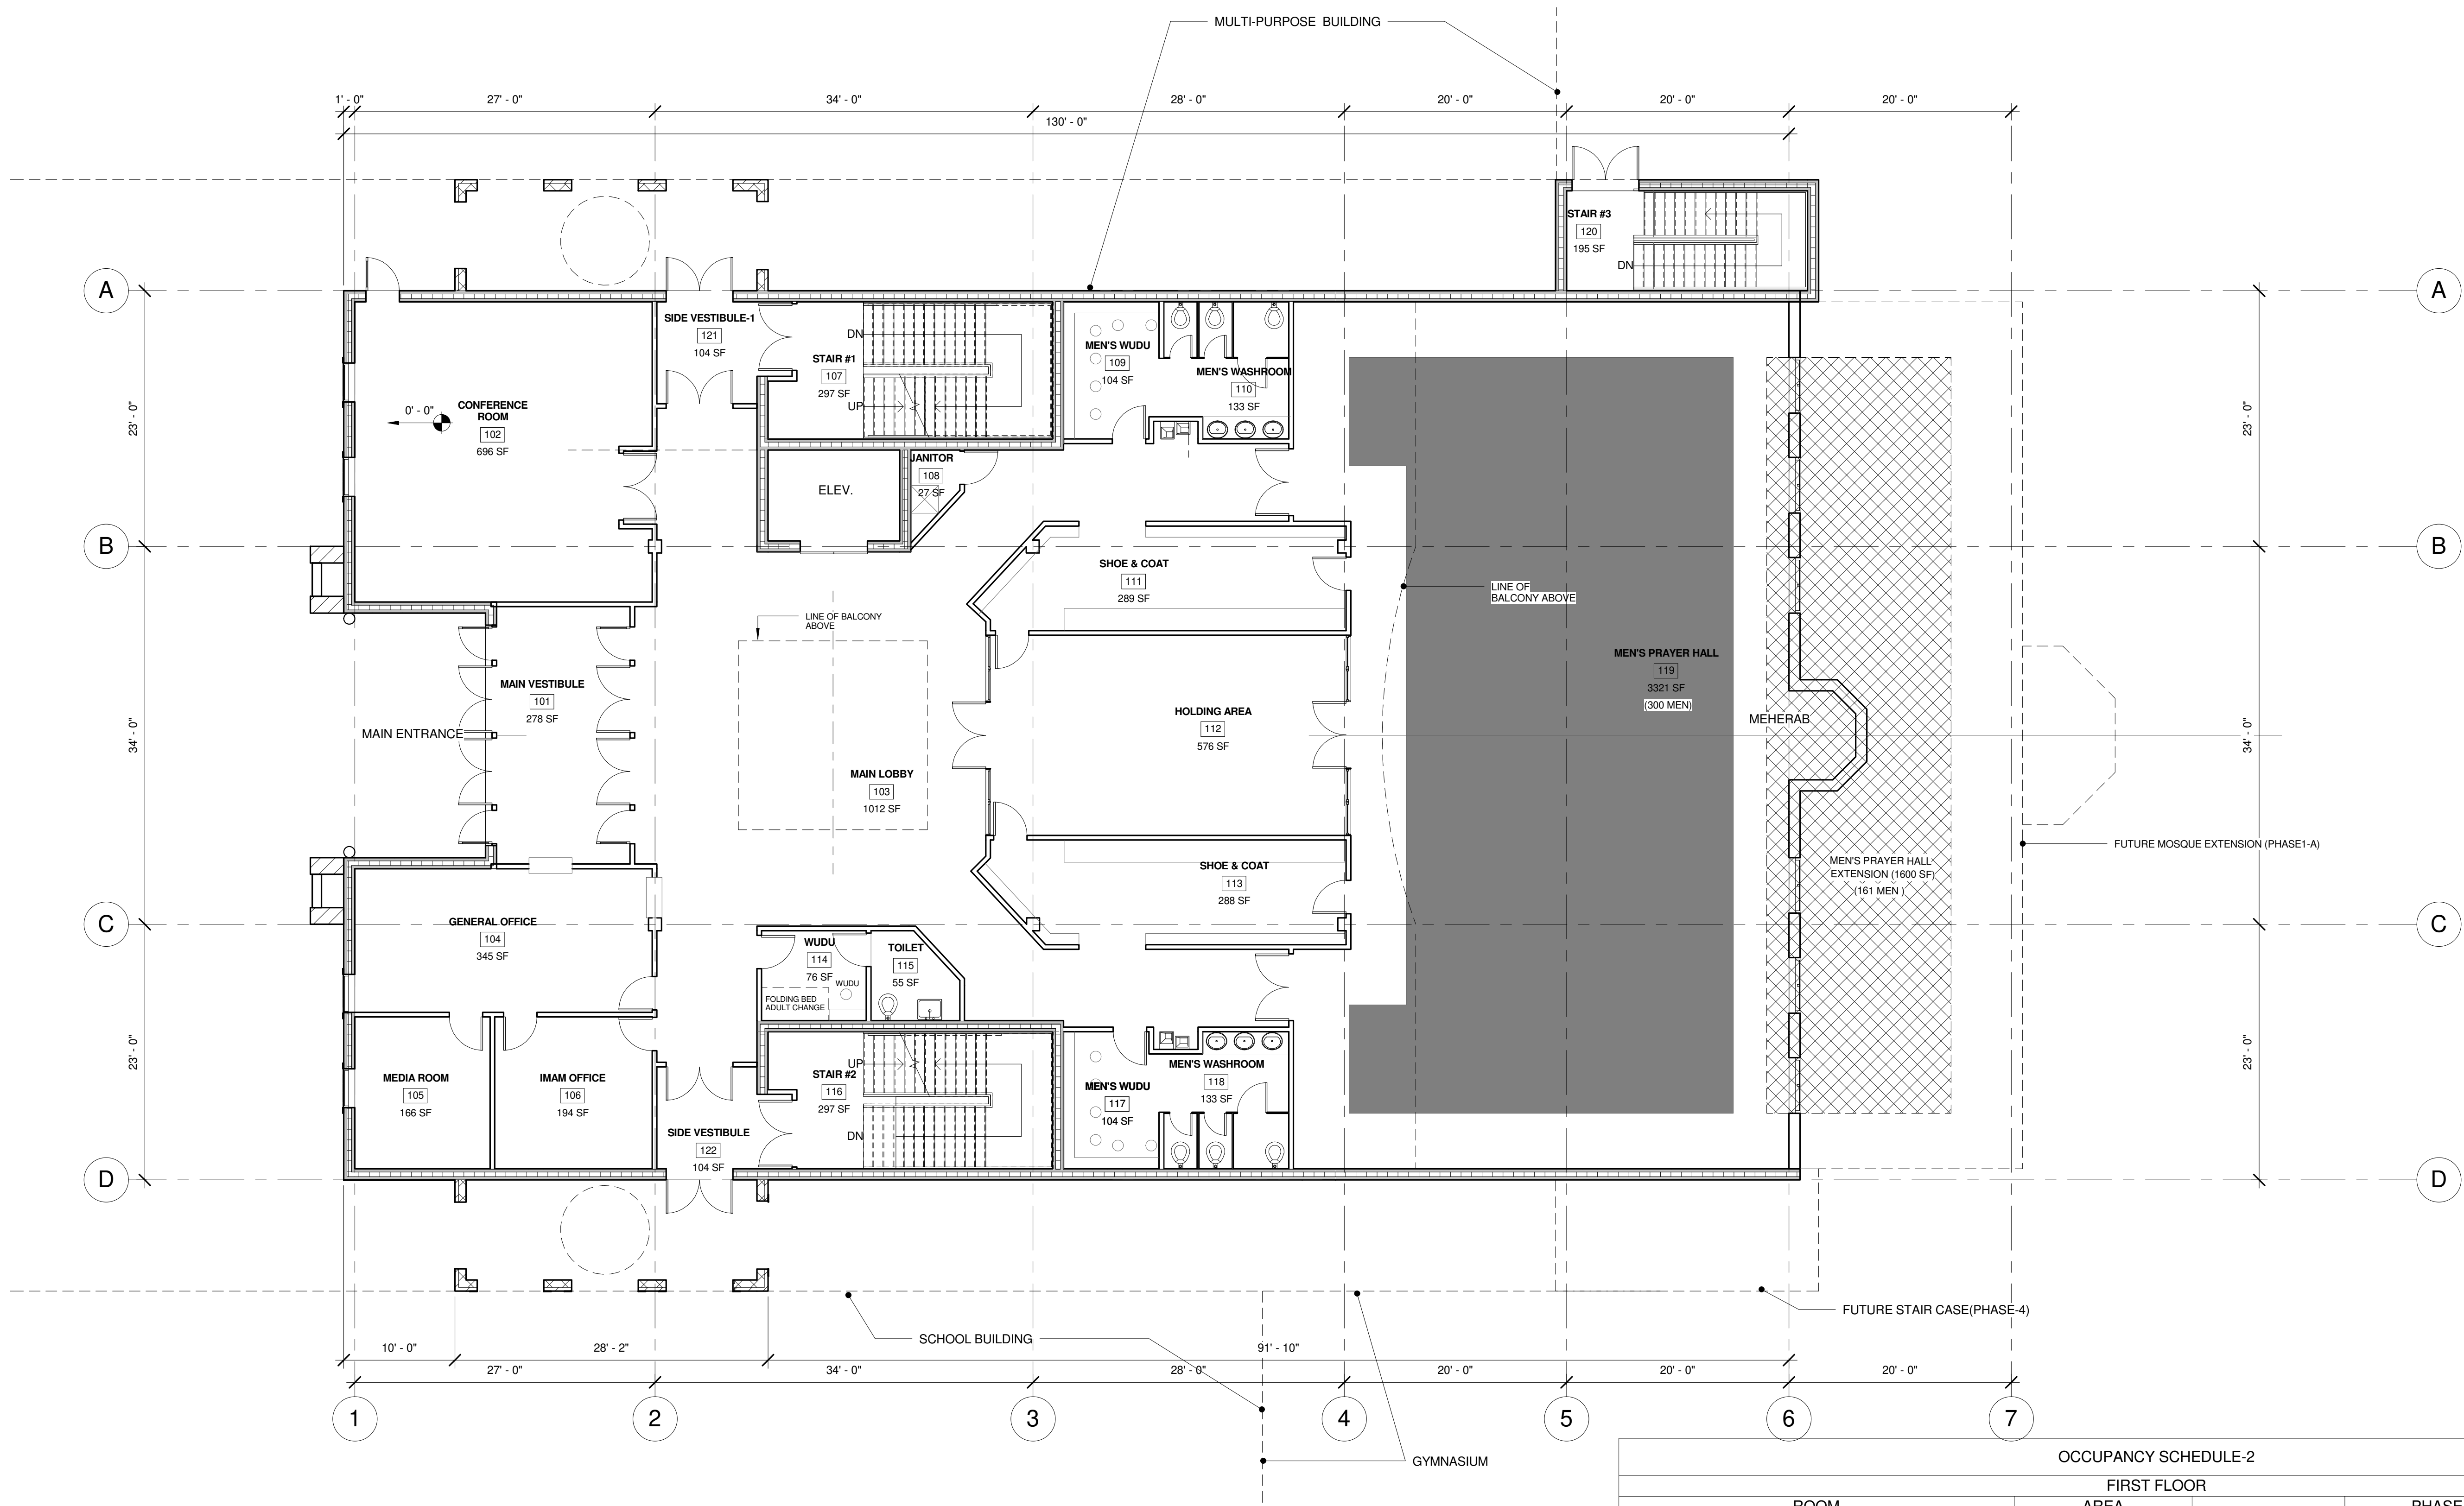 MULTI-PURPOSE BUILDING
1' - 0"
27' - 0"
34' - 0"
28' - 0"
20' - 0"
20' - 0"
20' - 0"
130' - 0"
STAIR #3
120
195 SF
DN
A
A
SIDE VESTIBULE-1
121
104 SF
DN
STAIR #1
107
297 SF
UP
MEN'S WUDU
109
104 SF
MEN'S WASHROOM
110
133 SF
23' - 0"
23' - 0"
0' - 0"
CONFERENCE
ROOM
102
696 SF
JANITOR
108
27 SF
ELEV.
B
B
SHOE & COAT
111
289 SF
LINE OF
BALCONY ABOVE
LINE OF BALCONY
ABOVE
MEN'S PRAYER HALL
119
3321 SF
(300 MEN)
MAIN VESTIBULE
101
278 SF
MAIN ENTRANCE
HOLDING AREA
112
576 SF
MEHERAB
34' - 0"
34' - 0"
MAIN LOBBY
103
1012 SF
FUTURE MOSQUE EXTENSION (PHASE1-A)
MEN'S PRAYER HALL
EXTENSION (1600 SF)
(161 MEN )
SHOE & COAT
113
288 SF
C
C
GENERAL OFFICE
104
345 SF
WUDU
114
76 SF
WUDU
FOLDING BED
ADULT CHANGE
TOILET
115
55 SF
23' - 0"
23' - 0"
MEDIA ROOM
105
166 SF
IMAM OFFICE
106
194 SF
UP
STAIR #2
116
297 SF
DN
MEN'S WUDU
117
104 SF
MEN'S WASHROOM
118
133 SF
SIDE VESTIBULE
122
104 SF
D
D
FUTURE STAIR CASE(PHASE-4)
SCHOOL BUILDING
10' - 0"
28' - 2"
91' - 10"
27' - 0"
34' - 0"
28' - 0"
20' - 0"
20' - 0"
20' - 0"
1
2
3
4
5
6
7
GYMNASIUM
OCCUPANCY SCHEDULE-2
FIRST FLOOR
ROOM
AREA
PHASE